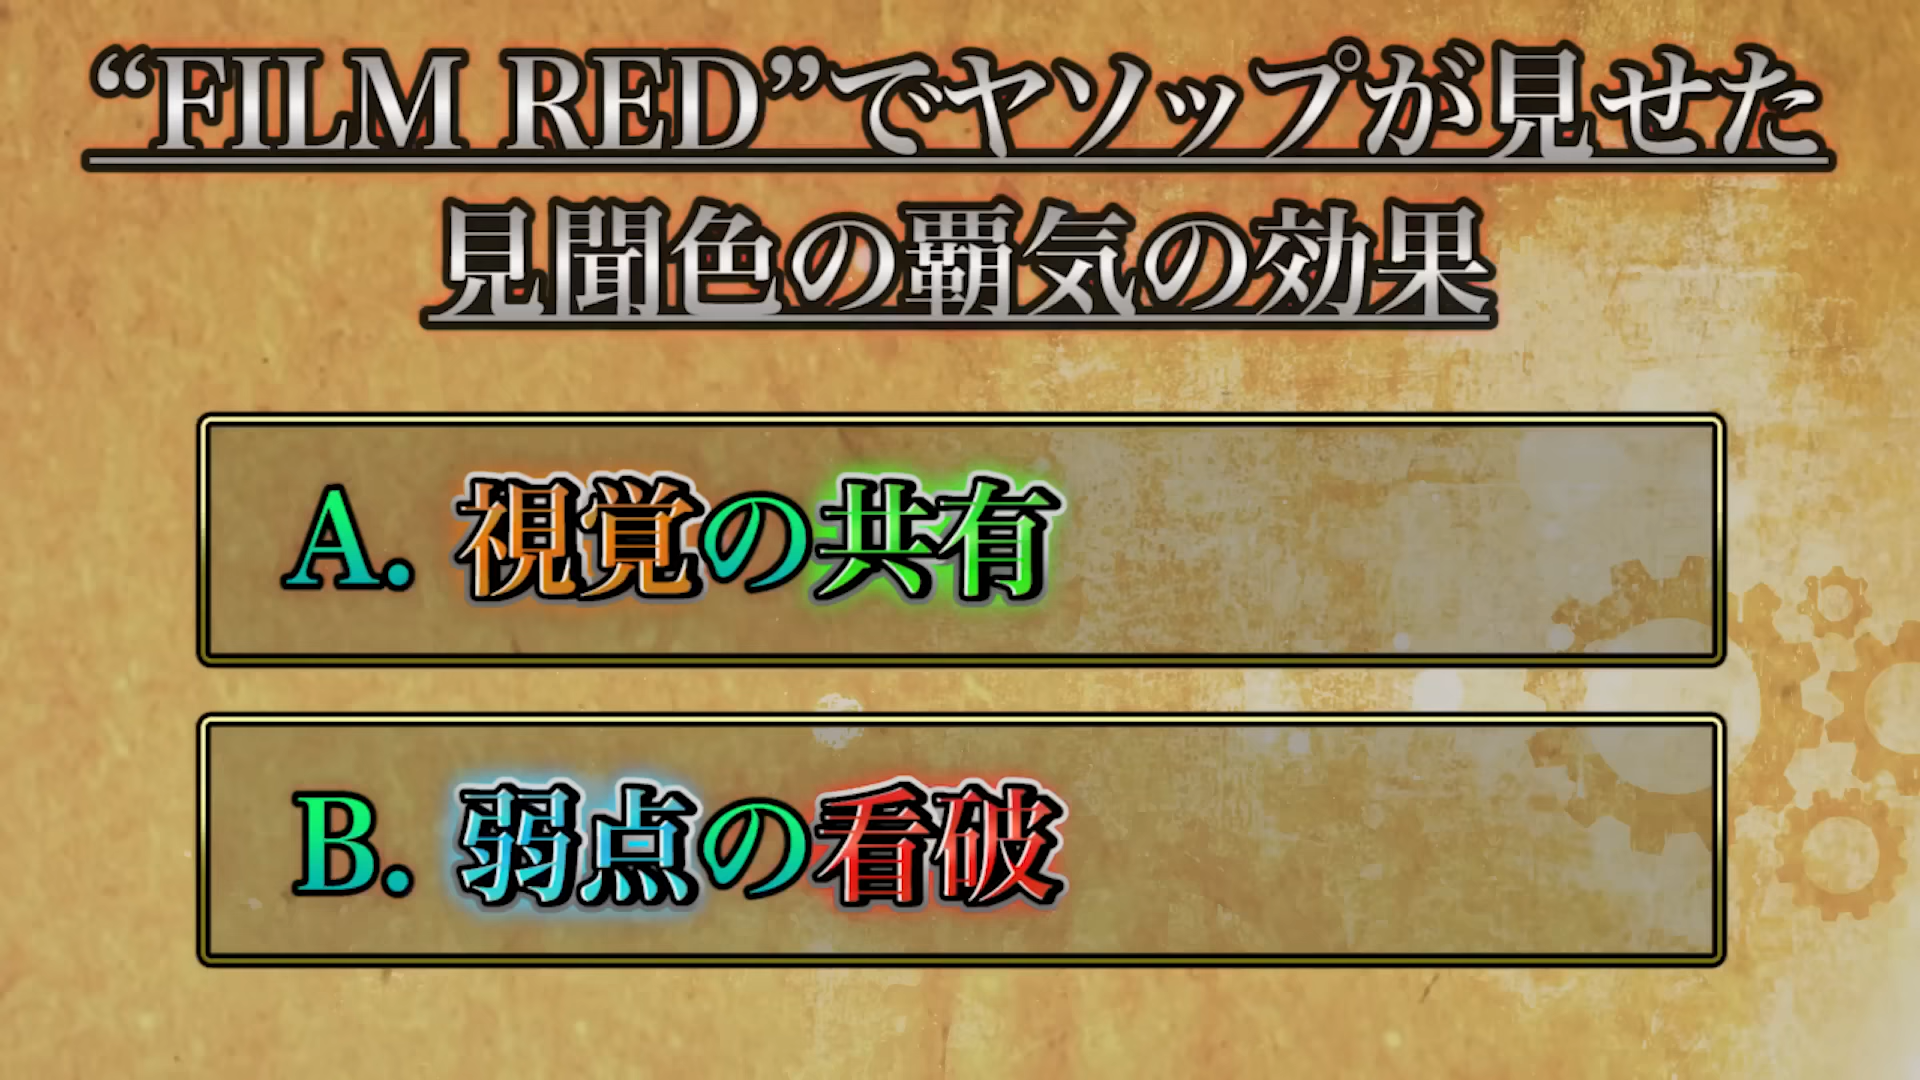 “FILM RED”でヤソップが見せた
見聞色の覇気の効果
A. 視覚の共有
B. 弱点の看破